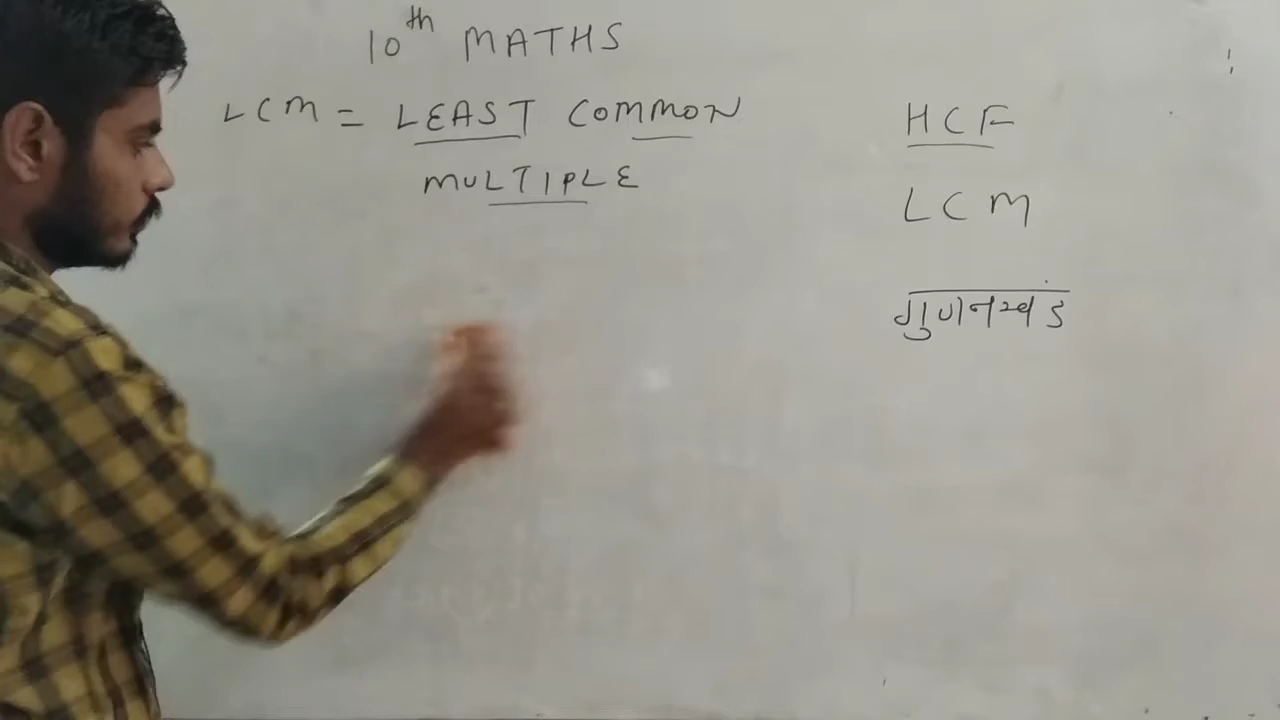 10th MATHS
LCM = LEAST COMMON
MULTIPLE
HCF
LCM
गुणनखंड